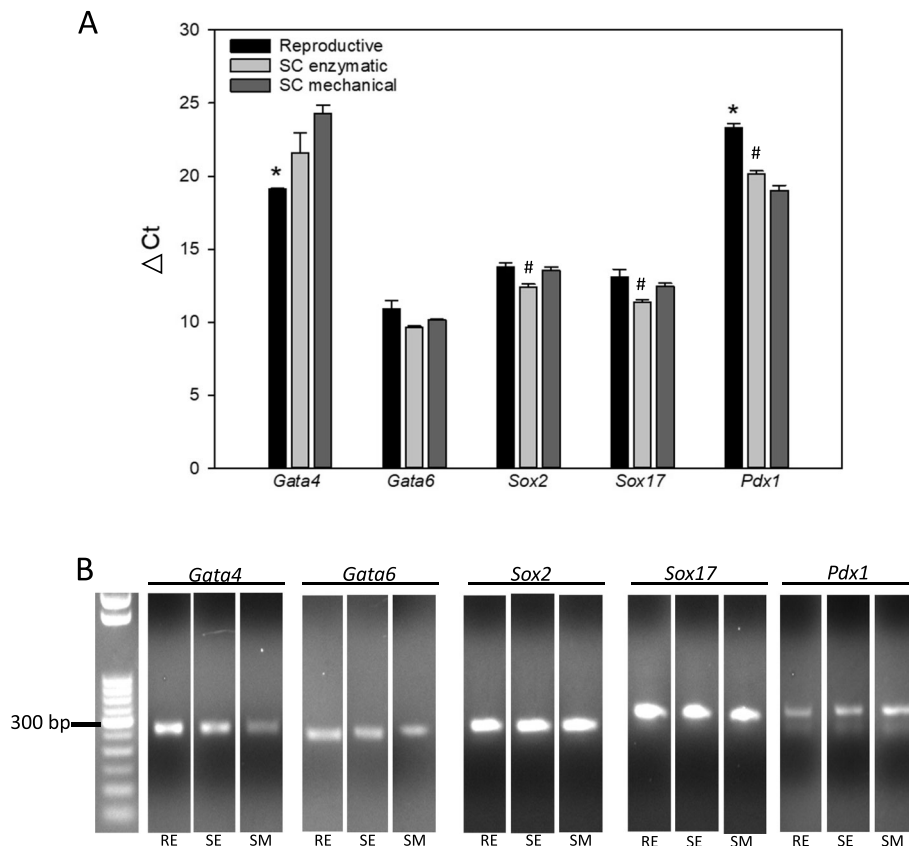 A
30
25
20
15
10
5
0
△ Ct
Reproductive
SC enzymatic
SC mechanical
*
#
#
*
#
Gata4 Gata6 Sox2 Sox17 Pdx1
B
Gata4 Gata6 Sox2 Sox17 Pdx1
300 bp
RE SE SM RE SE SM RE SE SM RE SE SM RE SE SM